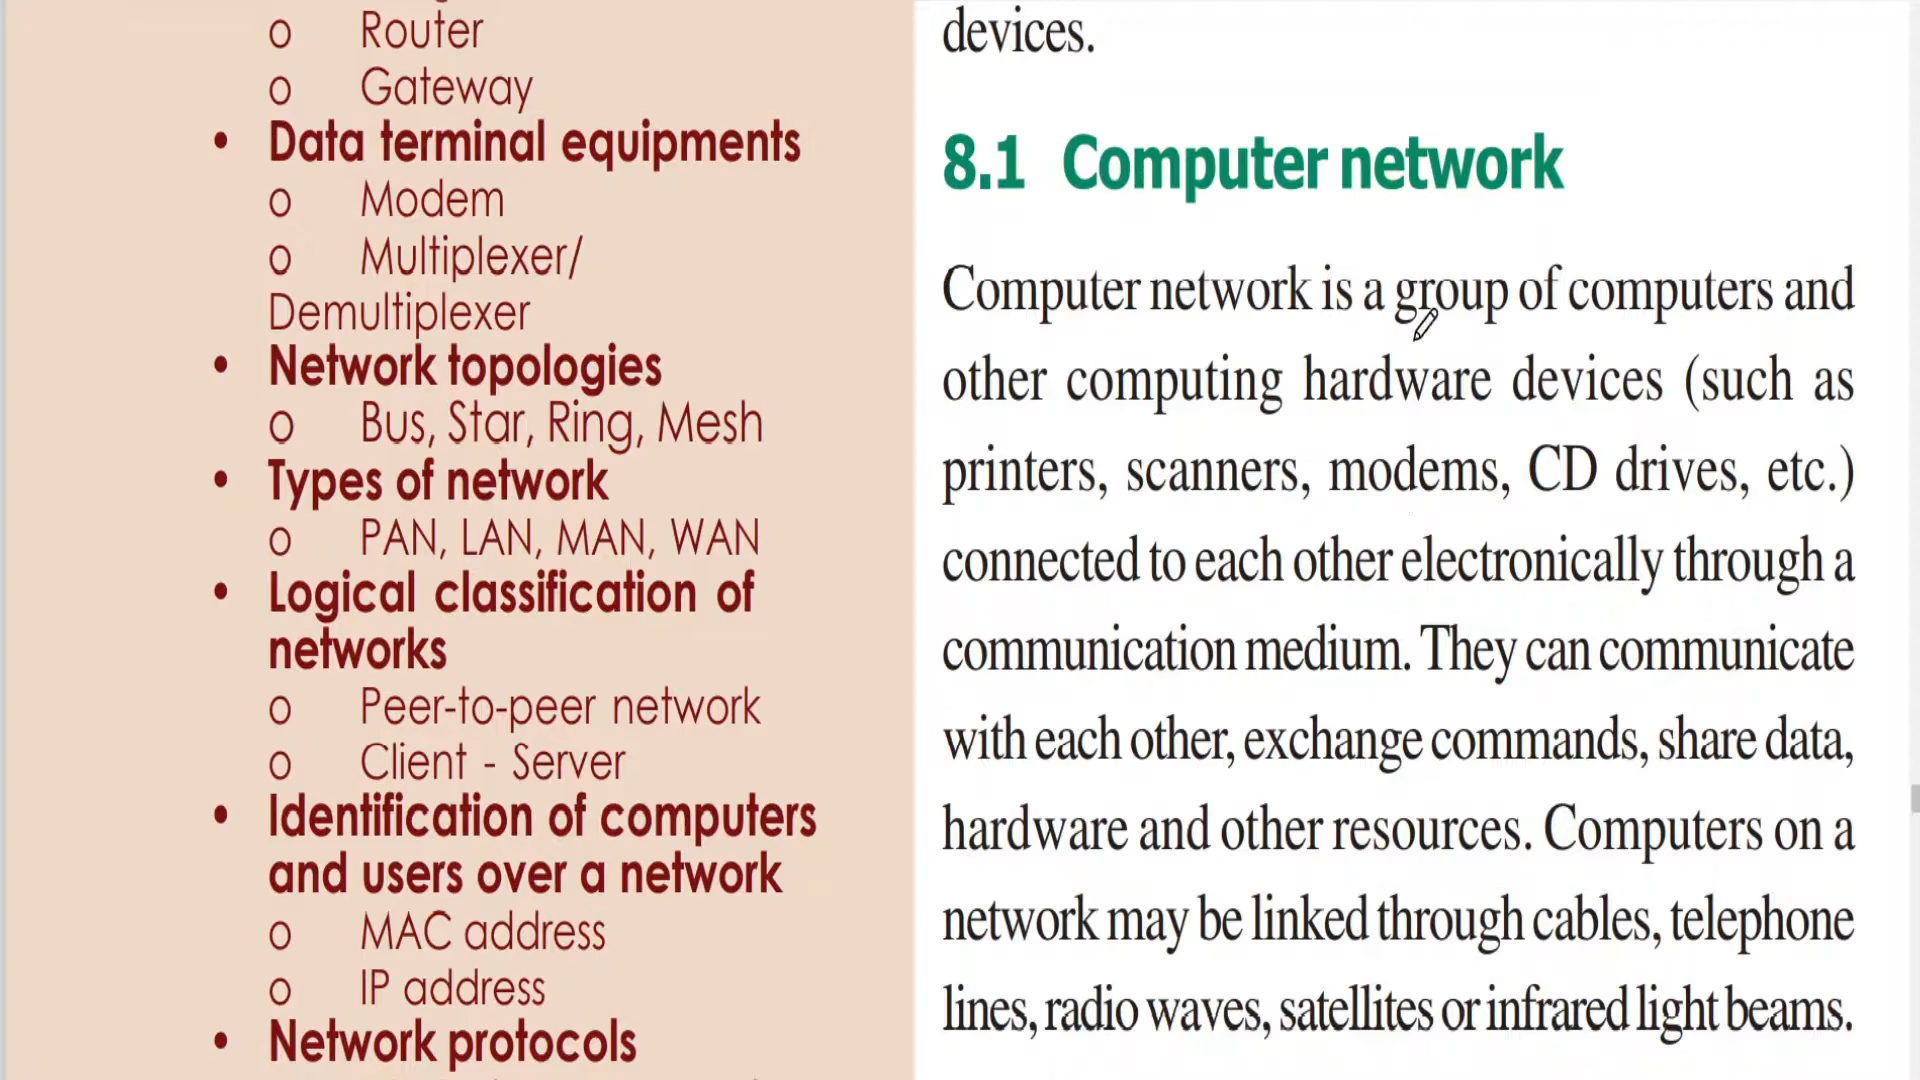 o Router
o Gateway
• Data terminal equipments
o Modem
o Multiplexer/
Demultiplexer
• Network topologies
o Bus, Star, Ring, Mesh
• Types of network
o PAN, LAN, MAN, WAN
• Logical classification of
networks
o Peer-to-peer network
o Client - Server
• Identification of computers
and users over a network
o MAC address
o IP address
• Network protocols
devices.
8.1 Computer network
Computer network is a group of computers and
other computing hardware devices (such as
printers, scanners, modems, CD drives, etc.)
connected to each other electronically through a
communication medium. They can communicate
with each other, exchange commands, share data,
hardware and other resources. Computers on a
network may be linked through cables, telephone
lines, radio waves, satellites or infrared light beams.